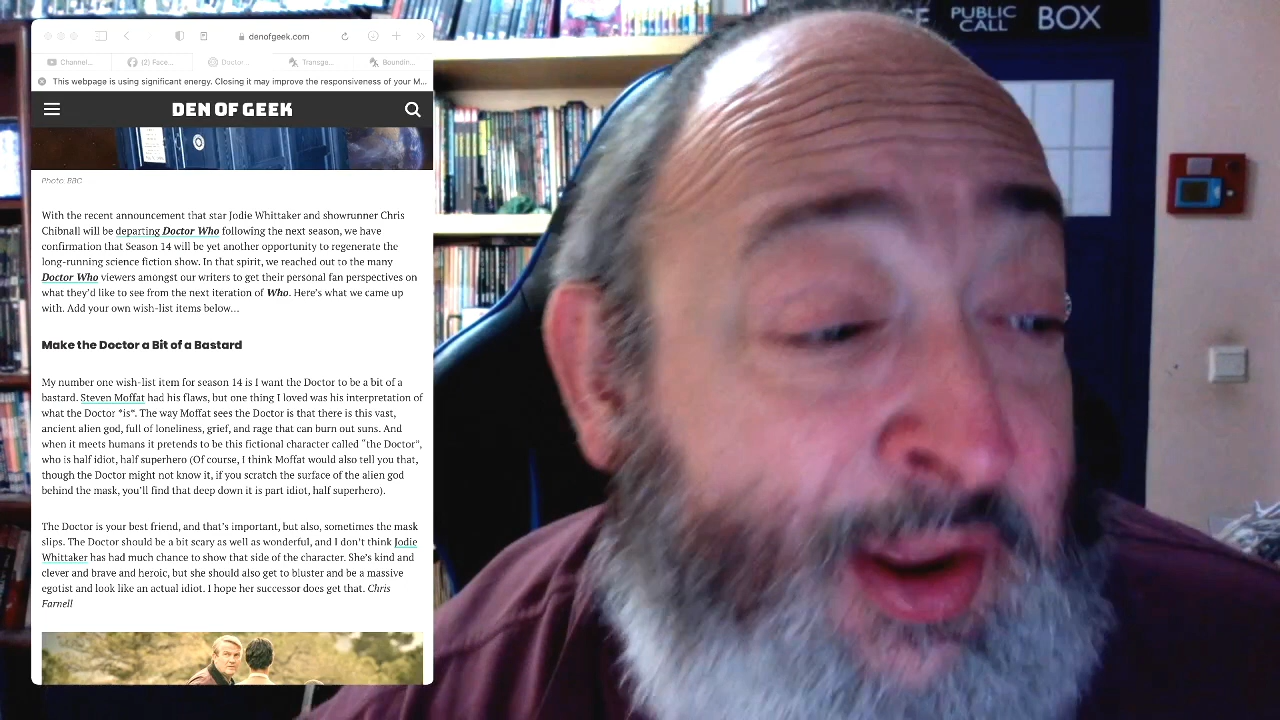 denofgeek.com
Channel...
(2) Face...
Doctor...
Transga...
Boundin...
This webpage is using significant energy. Closing it may improve the responsiveness of your M...
DEN OF GEEK
Photo: BBC
With the recent announcement that star Jodie Whittaker and showrunner Chris
Chibnall will be departing Doctor Who following the next season, we have
confirmation that Season 14 will be yet another opportunity to regenerate the
long-running science fiction show. In that spirit, we reached out to the many
Doctor Who viewers amongst our writers to get their personal fan perspectives on
what they'd like to see from the next iteration of Who. Here's what we came up
with. Add your own wish-list items below...
Make the Doctor a Bit of a Bastard
My number one wish-list item for season 14 is I want the Doctor to be a bit of a
bastard. Steven Moffat had his flaws, but one thing I loved was his interpretation of
what the Doctor *is*. The way Moffat sees the Doctor is that there is this vast,
ancient alien god, full of loneliness, grief, and rage that can burn out suns. And
when it meets humans it pretends to be this fictional character called "the Doctor",
who is half idiot, half superhero (Of course, I think Moffat would also tell you that,
though the Doctor might not know it, if you scratch the surface of the alien god
behind the mask, you'll find that deep down it is part idiot, half superhero).
The Doctor is your best friend, and that's important, but also, sometimes the mask
slips. The Doctor should be a bit scary as well as wonderful, and I don't think Jodie
Whittaker has had much chance to show that side of the character. She's kind and
clever and brave and heroic, but she should also get to bluster and be a massive
egotist and look like an actual idiot. I hope her successor does get that. Chris
Farnell
PUBLIC
CALL
BOX